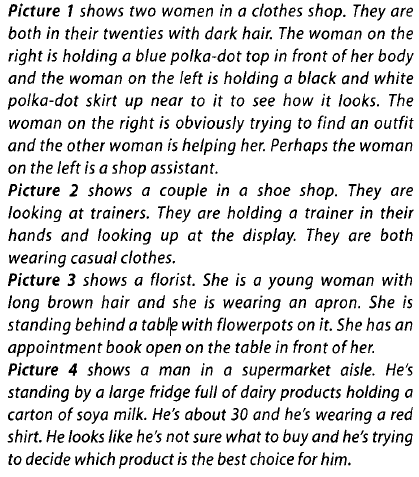 Picture 1 shows two women in a clothes shop. They are
both in their twenties with dark hair. The woman on the
right is holding a blue polka-dot top in front of her body
and the woman on the left is holding a black and white
polka-dot skirt up near to it to see how it looks. The
woman on the right is obviously trying to find an outfit
and the other woman is helping her. Perhaps the woman
on the left is a shop assistant.
Picture 2 shows a couple in a shoe shop. They are
looking at trainers. They are holding a trainer in their
hands and looking up at the display. They are both
wearing casual clothes.
Picture 3 shows a florist. She is a young woman with
long brown hair and she is wearing an apron. She is
standing behind a table with flowerpots on it. She has an
appointment book open on the table in front of her.
Picture 4 shows a man in a supermarket aisle. He's
standing by a large fridge full of dairy products holding a
carton of soya milk. He's about 30 and he's wearing a red
shirt. He looks like he's not sure what to buy and he's trying
to decide which product is the best choice for him.